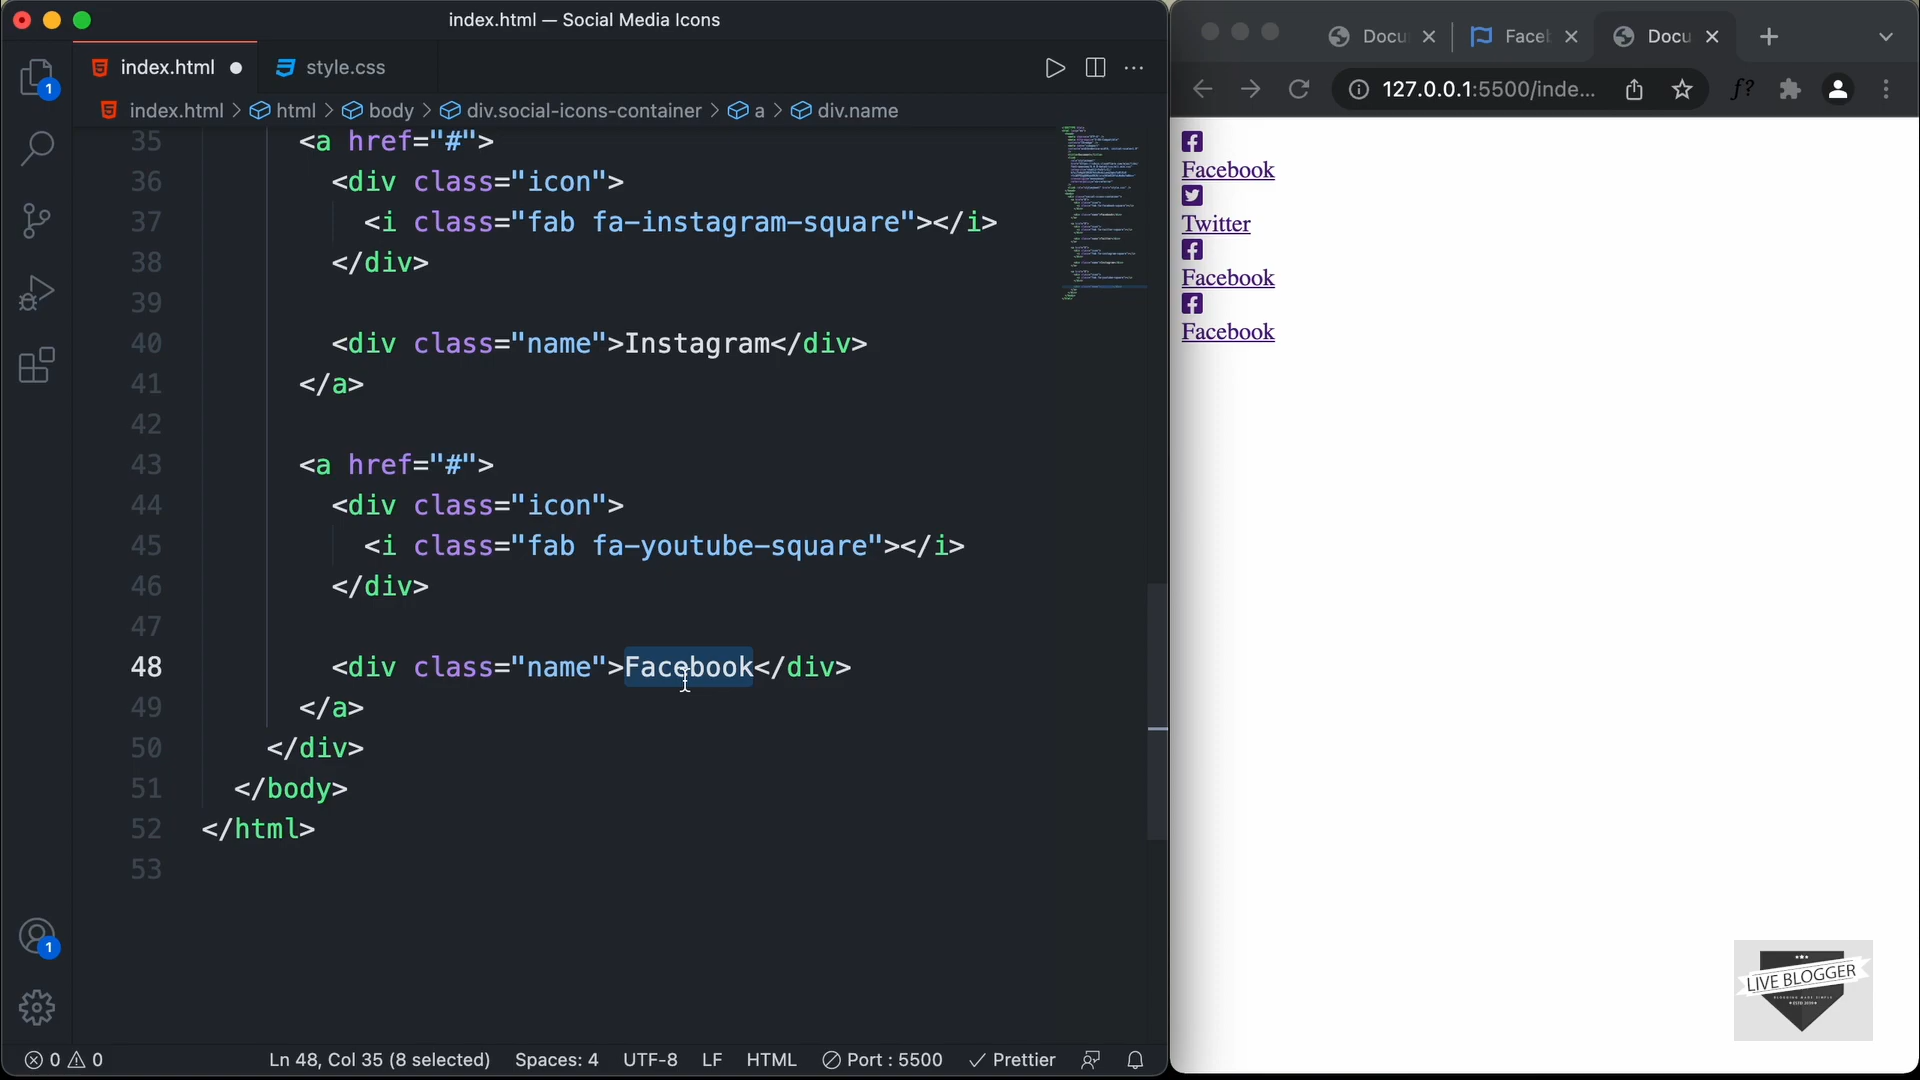 index.html — Social Media Icons
index.html
style.css
index.html > html > body > div.social-icons-container > a > div.name
35 <a href="#">
36 <div class="icon">
37 <i class="fab fa-instagram-square"></i>
38 </div>
39
40 <div class="name">Instagram</div>
41 </a>
42
43 <a href="#">
44 <div class="icon">
45 <i class="fab fa-youtube-square"></i>
46 </div>
47
48 <div class="name">Facebook</div>
49 </a>
50 </div>
51 </body>
52 </html>
53
1
1
0 0 Ln 48, Col 35 (8 selected) Spaces: 4 UTF-8 LF HTML Port : 5500 Prettier
Docu Faceb Docu
127.0.0.1:5500/inde... f?
Facebook
Twitter
Facebook
Facebook
LIVE BLOGGER